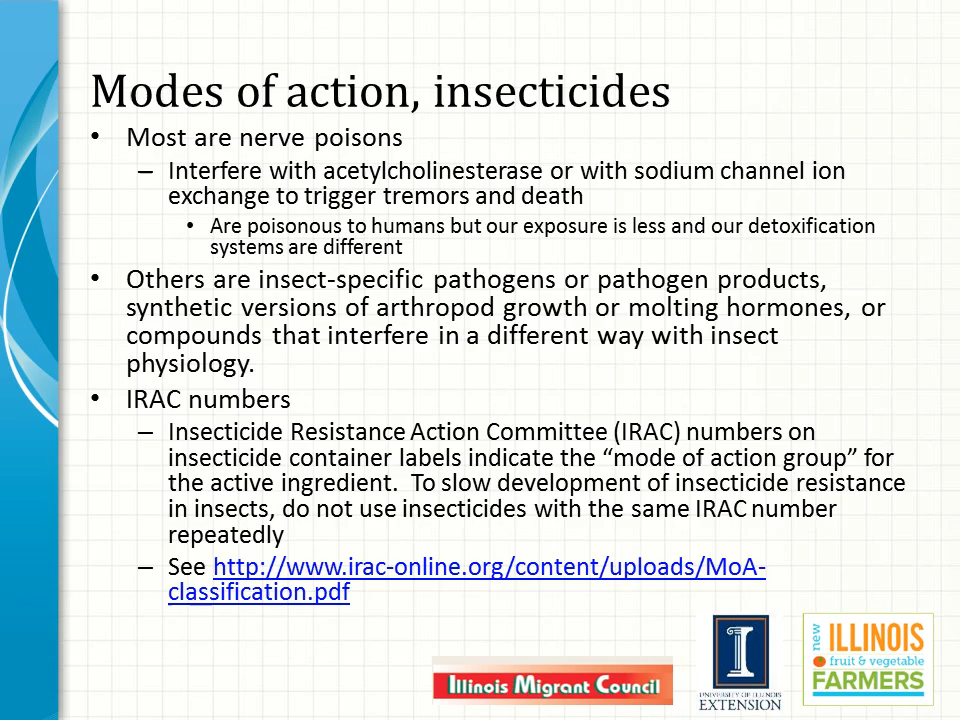 Modes of action, insecticides
• Most are nerve poisons
– Interfere with acetylcholinesterase or with sodium channel ion
exchange to trigger tremors and death
• Are poisonous to humans but our exposure is less and our detoxification
systems are different
• Others are insect-specific pathogens or pathogen products,
synthetic versions of arthropod growth or molting hormones, or
compounds that interfere in a different way with insect
physiology.
• IRAC numbers
– Insecticide Resistance Action Committee (IRAC) numbers on
insecticide container labels indicate the “mode of action group” for
the active ingredient.  To slow development of insecticide resistance
in insects, do not use insecticides with the same IRAC number
repeatedly
– See http://www.irac-online.org/content/uploads/MoA-
classification.pdf
Illinois Migrant Council
I
UNIVERSITY OF ILLINOIS
EXTENSION
new
ILLINOIS
fruit & vegetable
FARMERS